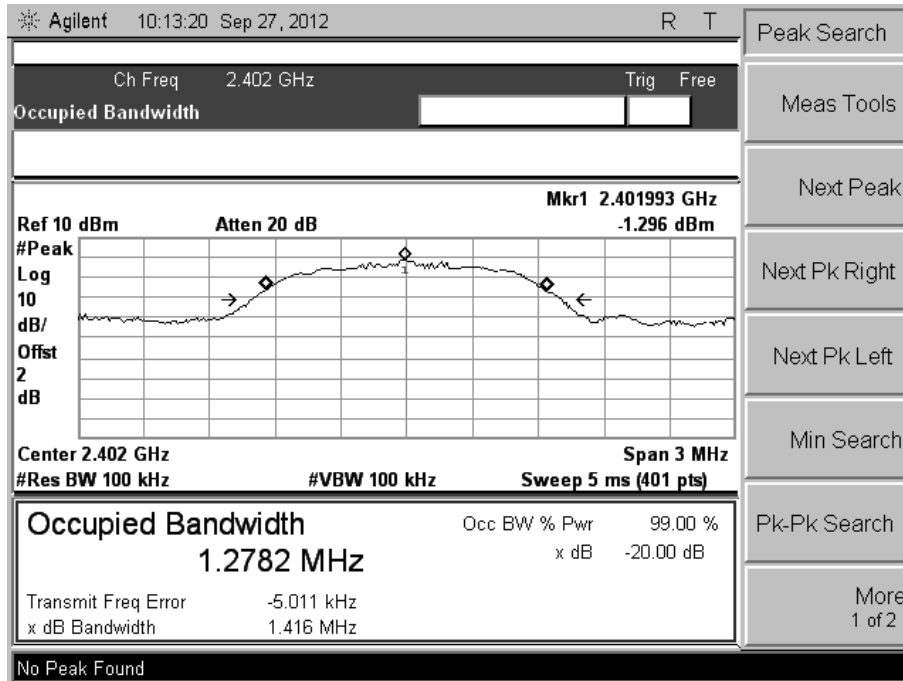 Agilent 10:13:20 Sep 27, 2012 R T
Ch Freq 2.402 GHz Trig Free
Occupied Bandwidth
Mkr1 2.401993 GHz
Ref 10 dBm Atten 20 dB -1.296 dBm
#Peak
Log
10
dB/
Offst
2
dB
1
Center 2.402 GHz Span 3 MHz
#Res BW 100 kHz #VBW 100 kHz Sweep 5 ms (401 pts)
Occupied Bandwidth Occ BW % Pwr 99.00 %
1.2782 MHz x dB -20.00 dB
Transmit Freq Error -5.011 kHz
x dB Bandwidth 1.416 MHz
No Peak Found
Peak Search
Meas Tools
Next Peak
Next Pk Right
Next Pk Left
Min Search
Pk-Pk Search
More
1 of 2